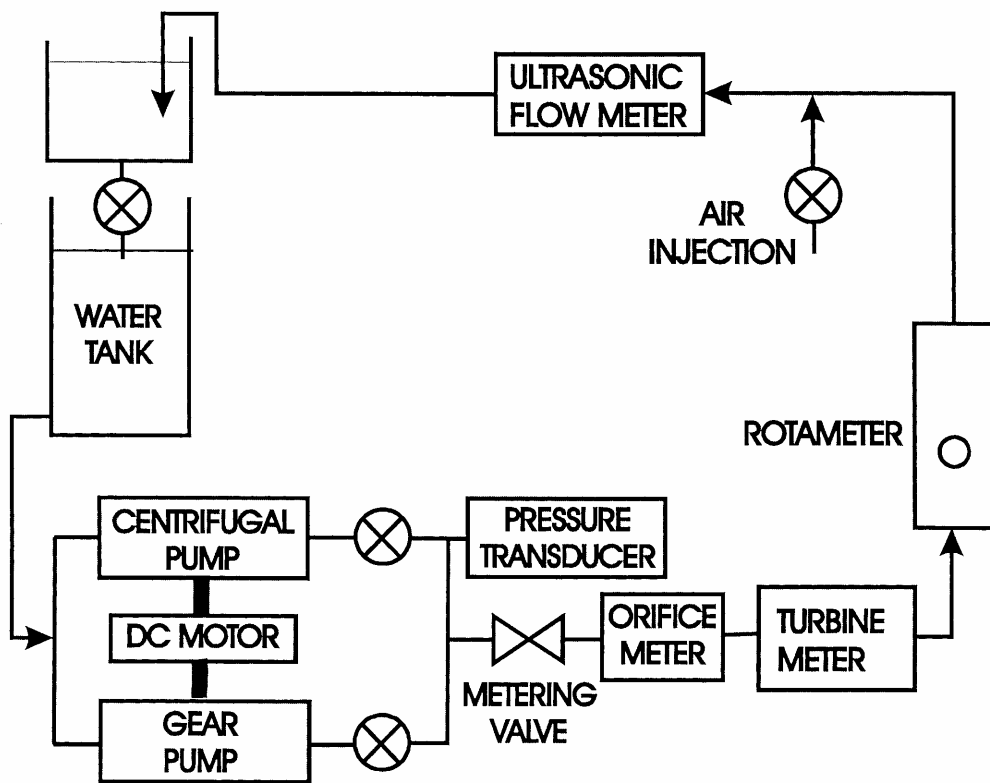 ULTRASONIC
FLOW METER
AIR
INJECTION
WATER
TANK
ROTAMETER
CENTRIFUGAL
PUMP
PRESSURE
TRANSDUCER
DC MOTOR
ORIFICE
METER
TURBINE
METER
METERING
VALVE
GEAR
PUMP